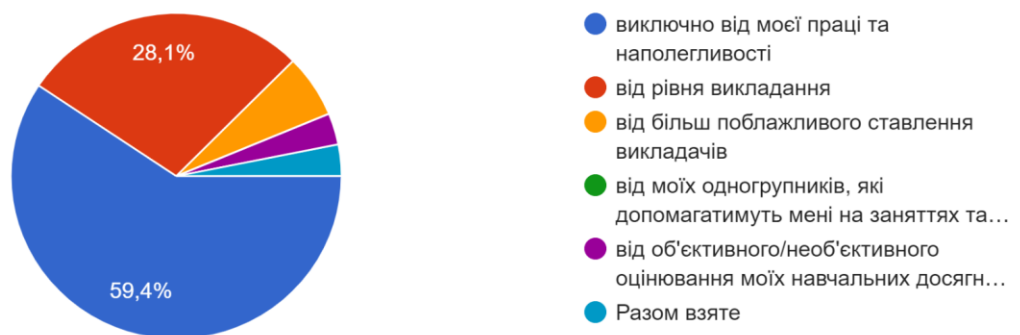 28,1%
59,4%
виключно від моєї праці та
наполегливості
від рівня викладання
від більш поблажливого ставлення
викладачів
від моїх одногрупників, які
допомагатимуть мені на заняттях та…
від об'єктивного/необ'єктивного
оцінювання моїх навчальних досягн…
Разом взяте